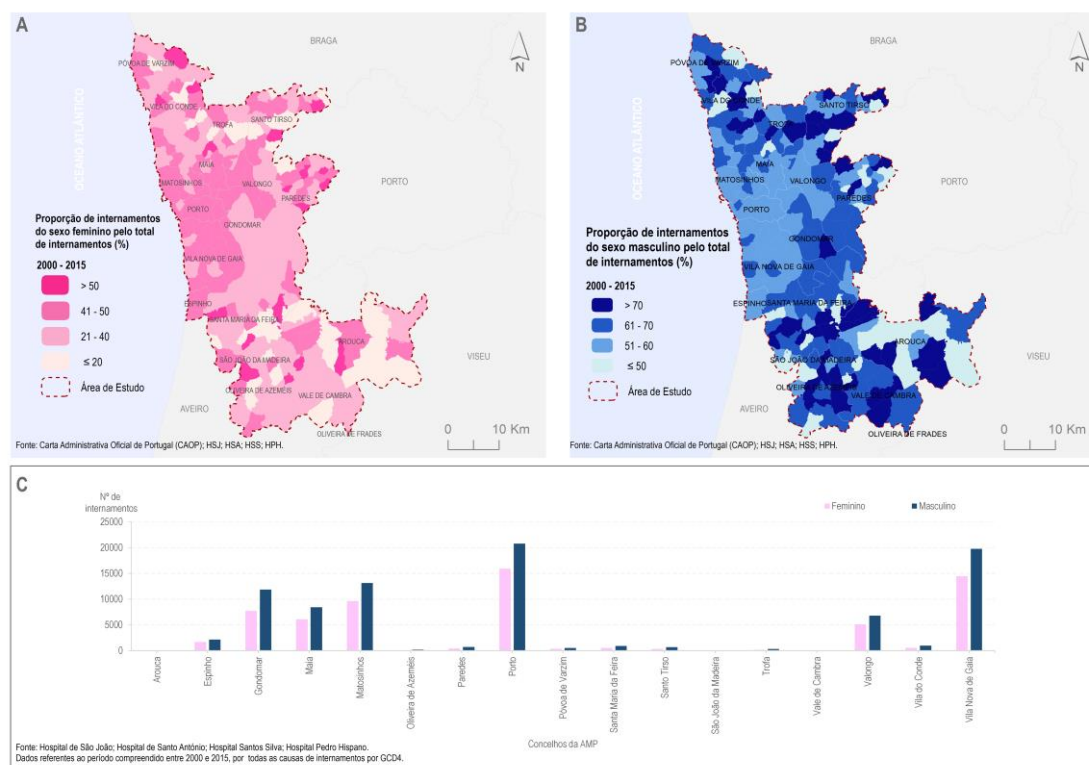 A
BRAGA
N
PÓVOA DE VARZIM
OCEANO ATLÂNTICO
VILA DO CONDE
TROFA
SANTO TIRSO
MAIA
PORTO
MATOSINHOS
VALONGO
PAREDES
PORTO
GONDOMAR
VILA NOVA DE GAIA
ESPINHO
SANTA MARIA DA FEIRA
AROUCA
VISEU
SÃO JOÃO DA MADEIRA
OLIVEIRA DE AZEMÉIS
VALE DE CAMBRA
AVEIRO
OLIVEIRA DE FRADES
Proporção de internamentos
do sexo feminino pelo total
de internamentos (%)
2000 - 2015
> 50
41 - 50
21 - 40
≤ 20
Área de Estudo
0 10 Km
Fonte: Carta Administrativa Oficial de Portugal (CAOP); HSJ; HSA; HSS; HPH.
B
BRAGA
N
PÓVOA DE VARZIM
OCEANO ATLÂNTICO
VILA DO CONDE
SANTO TIRSO
TROFA
MAIA
MATOSINHOS
VALONGO
PORTO
PAREDES
PORTO
GONDOMAR
VILA NOVA DE GAIA
ESPINHO
SANTA MARIA DA FEIRA
AROUCA
VISEU
SÃO JOÃO DA MADEIRA
OLIVEIRA DE AZEMÉIS
VALE DE CAMBRA
AVEIRO
OLIVEIRA DE FRADES
Proporção de internamentos
do sexo masculino pelo total
de internamentos (%)
2000 - 2015
> 70
61 - 70
51 - 60
≤ 50
Área de Estudo
0 10 Km
Fonte: Carta Administrativa Oficial de Portugal (CAOP); HSJ; HSA; HSS; HPH.
C
Nº de
internamentos
Feminino Masculino
25000
20000
15000
10000
5000
0
Arouca
Espinho
Gondomar
Maia
Matosinhos
Oliveira de Azeméis
Paredes
Porto
Póvoa de Varzim
Santa Maria da Feira
Santo Tirso
São João da Madeira
Trofa
Vale de Cambra
Valongo
Vila do Conde
Vila Nova de Gaia
Concelhos da AMP
Fonte: Hospital de São João; Hospital de Santo António; Hospital Santos Silva; Hospital Pedro Hispano.
Dados referentes ao período compreendido entre 2000 e 2015, por todas as causas de internamentos por GCD4.